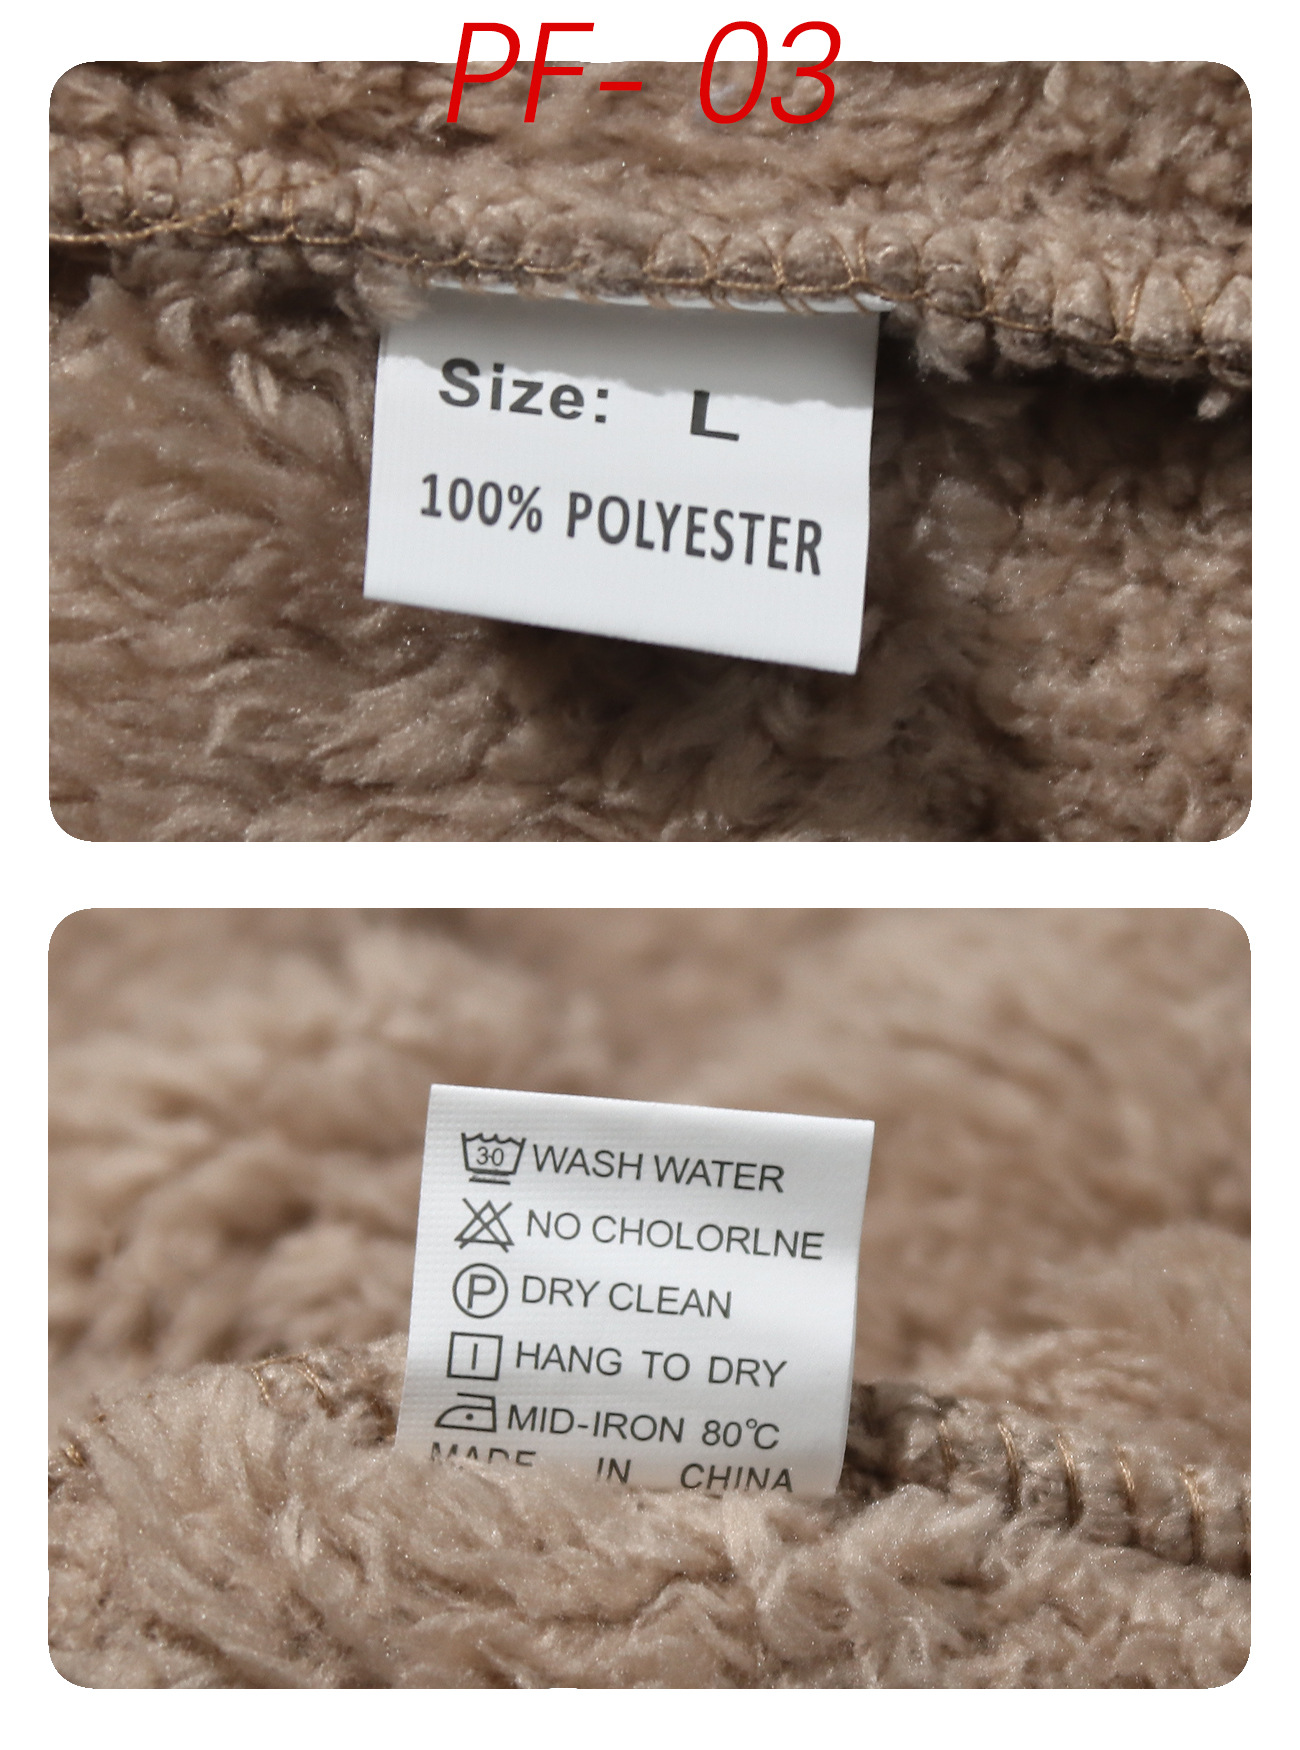 PF- 03
Size: L
100% POLYESTER
30 WASH WATER
NO CHOLORLNE
P DRY CLEAN
HANG TO DRY
MID-IRON 80°C
MADE IN CHINA